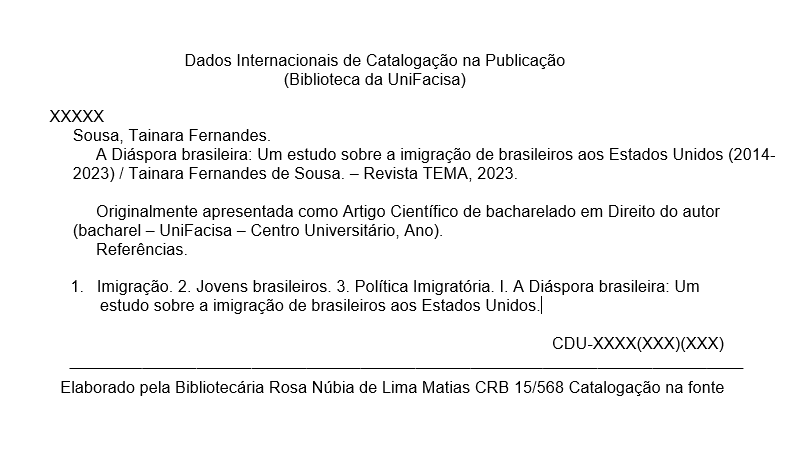 Dados Internacionais de Catalogação na Publicação
(Biblioteca da UniFacisa)
XXXXX
Sousa, Tainara Fernandes.
A Diáspora brasileira: Um estudo sobre a imigração de brasileiros aos Estados Unidos (2014-
2023) / Tainara Fernandes de Sousa. – Revista TEMA, 2023.
Originalmente apresentada como Artigo Científico de bacharelado em Direito do autor
(bacharel – UniFacisa – Centro Universitário, Ano).
Referências.
1. Imigração. 2. Jovens brasileiros. 3. Política Imigratória. I. A Diáspora brasileira: Um
estudo sobre a imigração de brasileiros aos Estados Unidos.
CDU-XXXX(XXX)(XXX)
Elaborado pela Bibliotecária Rosa Núbia de Lima Matias CRB 15/568 Catalogação na fonte